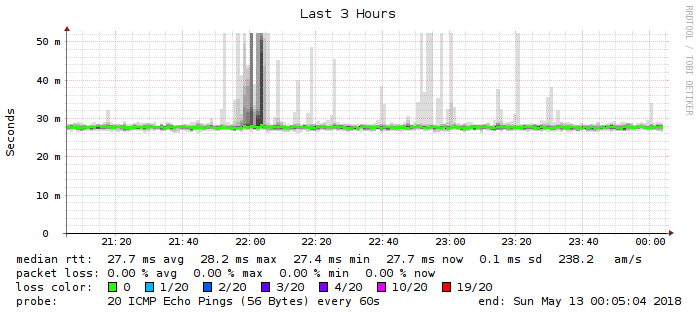 Last 3 Hours
RRDTOOL / TOBI OETIKER
Seconds
50 m
40 m
30 m
20 m
10 m
0
21:20 21:40 22:00 22:20 22:40 23:00 23:20 23:40 00:00
median rtt: 27.7 ms avg 28.2 ms max 27.4 ms min 27.7 ms now 0.1 ms sd 238.2 am/s
packet loss: 0.00 % avg 0.00 % max 0.00 % min 0.00 % now
loss color: 0 1/20 2/20 3/20 4/20 10/20 19/20
probe: 20 ICMP Echo Pings (56 Bytes) every 60s end: Sun May 13 00:05:04 2018